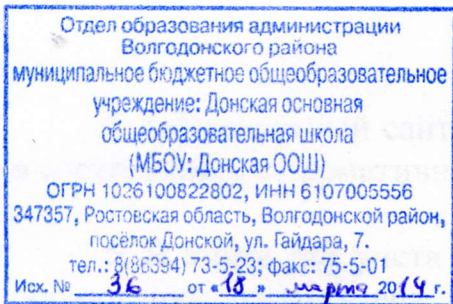 Отдел образования администрации
Волгодонского района
муниципальное бюджетное общеобразовательное
учреждение: Донская основная
общеобразовательная школа
(МБОУ: Донская ООШ)
ОГРН 1026100822802, ИНН 6107005556
347357, Ростовская область, Волгодонской район,
посёлок Донской, ул. Гайдара, 7.
тел.: 8(86394) 73-5-23; факс: 75-5-01
Исх. № 36 от «18» марта 2014 г.